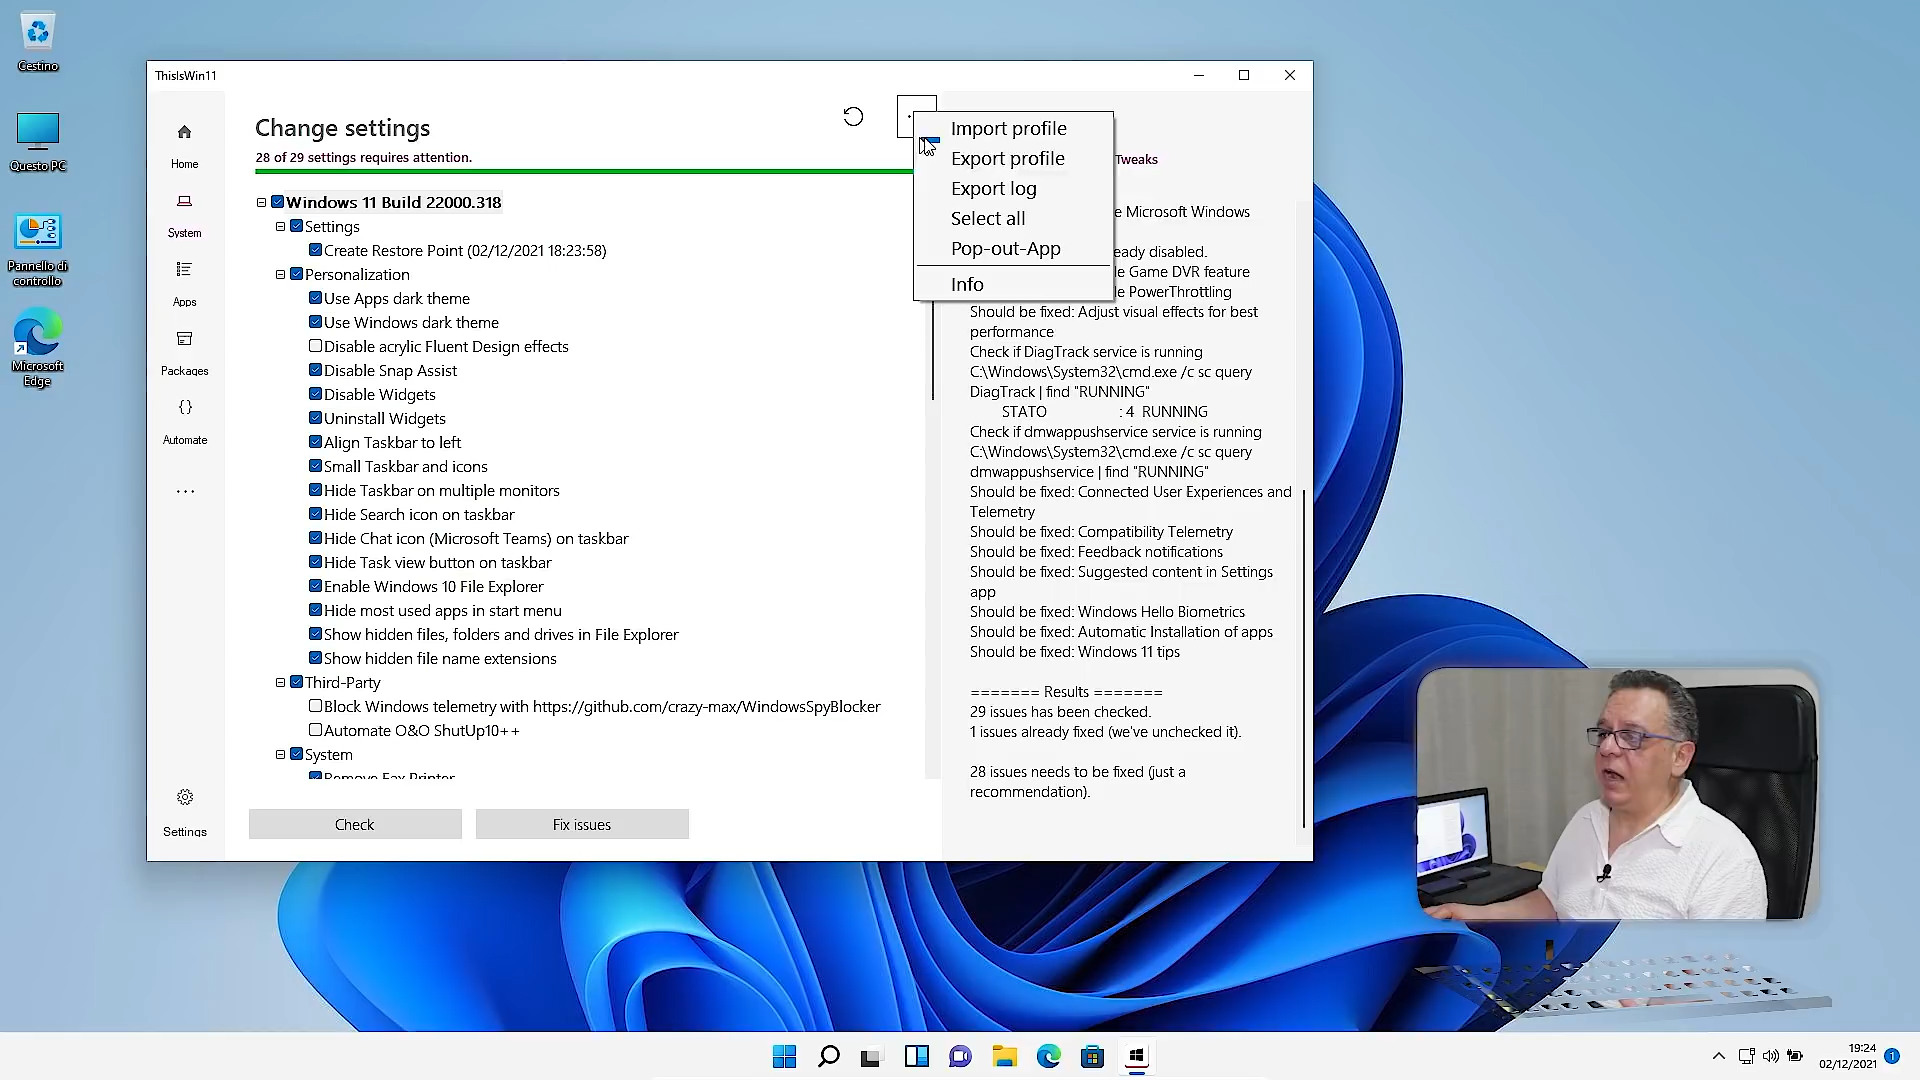 Cestino
Questo PC
Pannello di
controllo
Microsoft
Edge
ThisIsWin11
Home
System
Apps
Packages
Automate
Settings
Change settings
28 of 29 settings requires attention.
Windows 11 Build 22000.318
Settings
Create Restore Point (02/12/2021 18:23:58)
Personalization
Use Apps dark theme
Use Windows dark theme
Disable acrylic Fluent Design effects
Disable Snap Assist
Disable Widgets
Uninstall Widgets
Align Taskbar to left
Small Taskbar and icons
Hide Taskbar on multiple monitors
Hide Search icon on taskbar
Hide Chat icon (Microsoft Teams) on taskbar
Hide Task view button on taskbar
Enable Windows 10 File Explorer
Hide most used apps in start menu
Show hidden files, folders and drives in File Explorer
Show hidden file name extensions
Third-Party
Block Windows telemetry with https://github.com/crazy-max/WindowsSpyBlocker
Automate O&O ShutUp10++
System
Remove Fax Printer
Check
Fix issues
Import profile
Export profile
Export log
Select all
Pop-out-App
Info
Tweaks
e Microsoft Windows
eady disabled.
le Game DVR feature
le PowerThrottling
Should be fixed: Adjust visual effects for best
performance
Check if DiagTrack service is running
C:\Windows\System32\cmd.exe /c sc query
DiagTrack | find "RUNNING"
STATO : 4 RUNNING
Check if dmwappushservice service is running
C:\Windows\System32\cmd.exe /c sc query
dmwappushservice | find "RUNNING"
Should be fixed: Connected User Experiences and
Telemetry
Should be fixed: Compatibility Telemetry
Should be fixed: Feedback notifications
Should be fixed: Suggested content in Settings
app
Should be fixed: Windows Hello Biometrics
Should be fixed: Automatic Installation of apps
Should be fixed: Windows 11 tips
======= Results =======
29 issues has been checked.
1 issues already fixed (we've unchecked it).
28 issues needs to be fixed (just a
recommendation).
19:24
02/12/2021
1